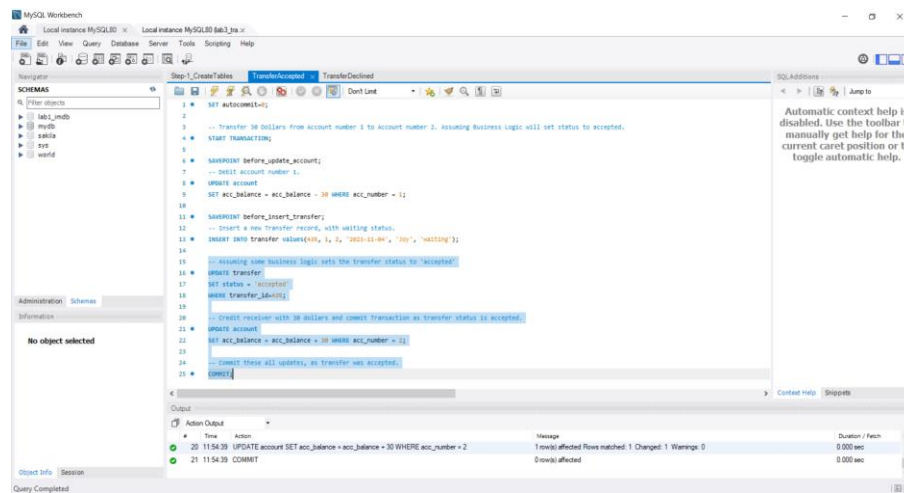 MySQL Workbench
Local instance MySQL80
Local instance MySQL80
File Edit View Query Database Server Tools Scripting Help
Navigator
SCHEMAS
Filter objects
lab1_imdb
mydb
sakila
sys
world
Administration Schemas
Information
No object selected
Object Info Session
Query Completed
Step-1_CreateTables TransferAccepted TransferDeclined
Don't Limit
1 SET autocommit=0;
2
3 -- Transfer 30 Dollars from Account number 1 to Account number 2. Assuming Business Logic will set status to accepted.
4 START TRANSACTION;
5
6 SAVEPOINT before_update_account;
7 -- Debit account number 1.
8 UPDATE account
9 SET acc_balance = acc_balance - 30 WHERE acc_number = 1;
10
11 SAVEPOINT before_insert_transfer;
12 -- Insert a new Transfer record, with waiting status.
13 INSERT INTO transfer values( 1, 2, '-11-04', 'Joy', 'waiting');
14
15 -- Assuming some business logic sets the transfer status to 'accepted'
16 UPDATE transfer
17 SET status = 'accepted'
18 WHERE
19
20 -- Credit receiver with 30 dollars and commit Transaction as transfer status is accepted.
21 UPDATE account
22 SET acc_balance = acc_balance + 30 WHERE acc_number = 2;
23
24 -- Commit these all updates, as transfer was accepted.
25 COMMIT;
SQLAdditions
Jump to
Automatic context help is
disabled. Use the toolbar
manually get help for the
current caret position or
toggle automatic help.
Context Help Snippets
Output
Action Output
# Time Action Message Duration / Fetch
20 11:54:39 UPDATE account SET acc_balance = acc_balance + 30 WHERE acc_number = 2 1 row(s) affected Rows matched: 1 Changed: 1 Warnings: 0 0.000 sec
21 11:54:39 COMMIT 0 row(s) affected 0.000 sec